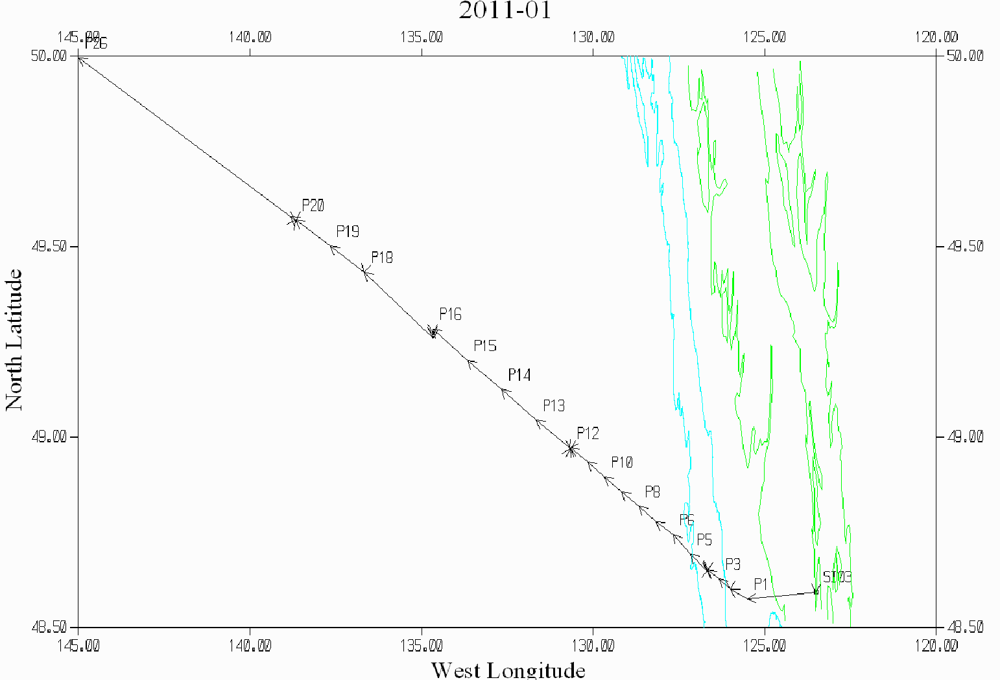 2011-01
145.00 140.00 135.00 130.00 125.00 120.00
P26
50.00 50.00
P20
P19
49.50 49.50
P18
P16
P15
P14
P13
P12
49.00 49.00
P10
P8
P6
P5
P3
SI03
P1
48.50 48.50
145.00 140.00 135.00 130.00 125.00 120.00
West Longitude
North Latitude